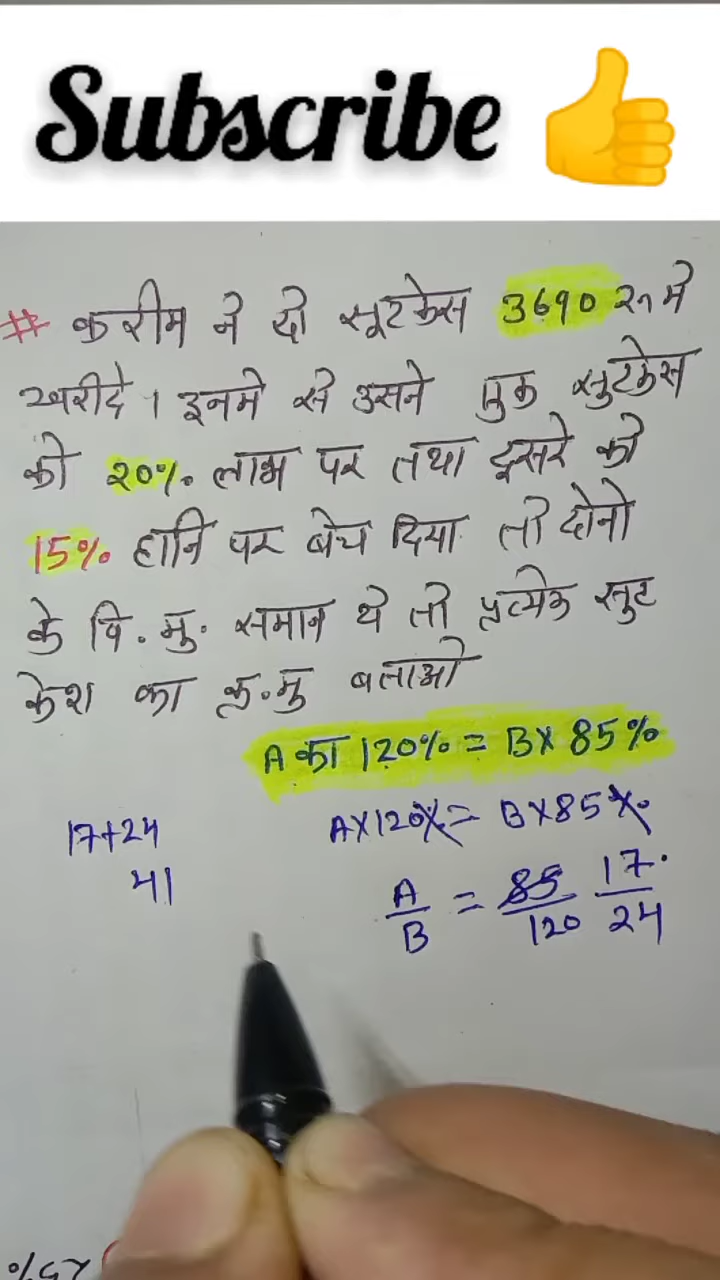 Subscribe
# करीम ने दो सूटकेस 3690 रू मे
खरीदे । इनमे से उसने एक सुटकेस
को 20% लाभ पर तथा दूसरे को
15% हानि पर बेच दिया तो दोनो
के वि. मु. समान थे तो प्रत्येक सुट
केश का क्र.मु बताओ
A का 120% = B× 85%
17+24
A×120% = B×85%
41
A/B = 85/120 17/24